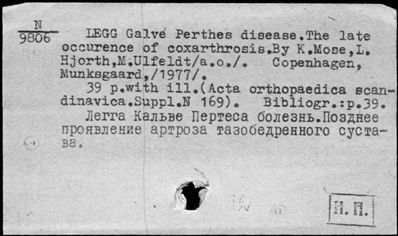 N
9806
LEGG Galvé Perthes disease.The late
occurence of coxarthrosis.By K.Mose,L.
Hjorth,M.Ulfeldt/a.o./. Copenhagen,
Munksgaard,/1977/.
39 p.with ill.(Acta orthopaedica scan-
dinavica.Suppl.N 169). Bibliogr.:p.39.
Легга Кальве Пертеса болезнь.Позднее
проявление артроза тазобедренного суста-
ва.
Н. П.